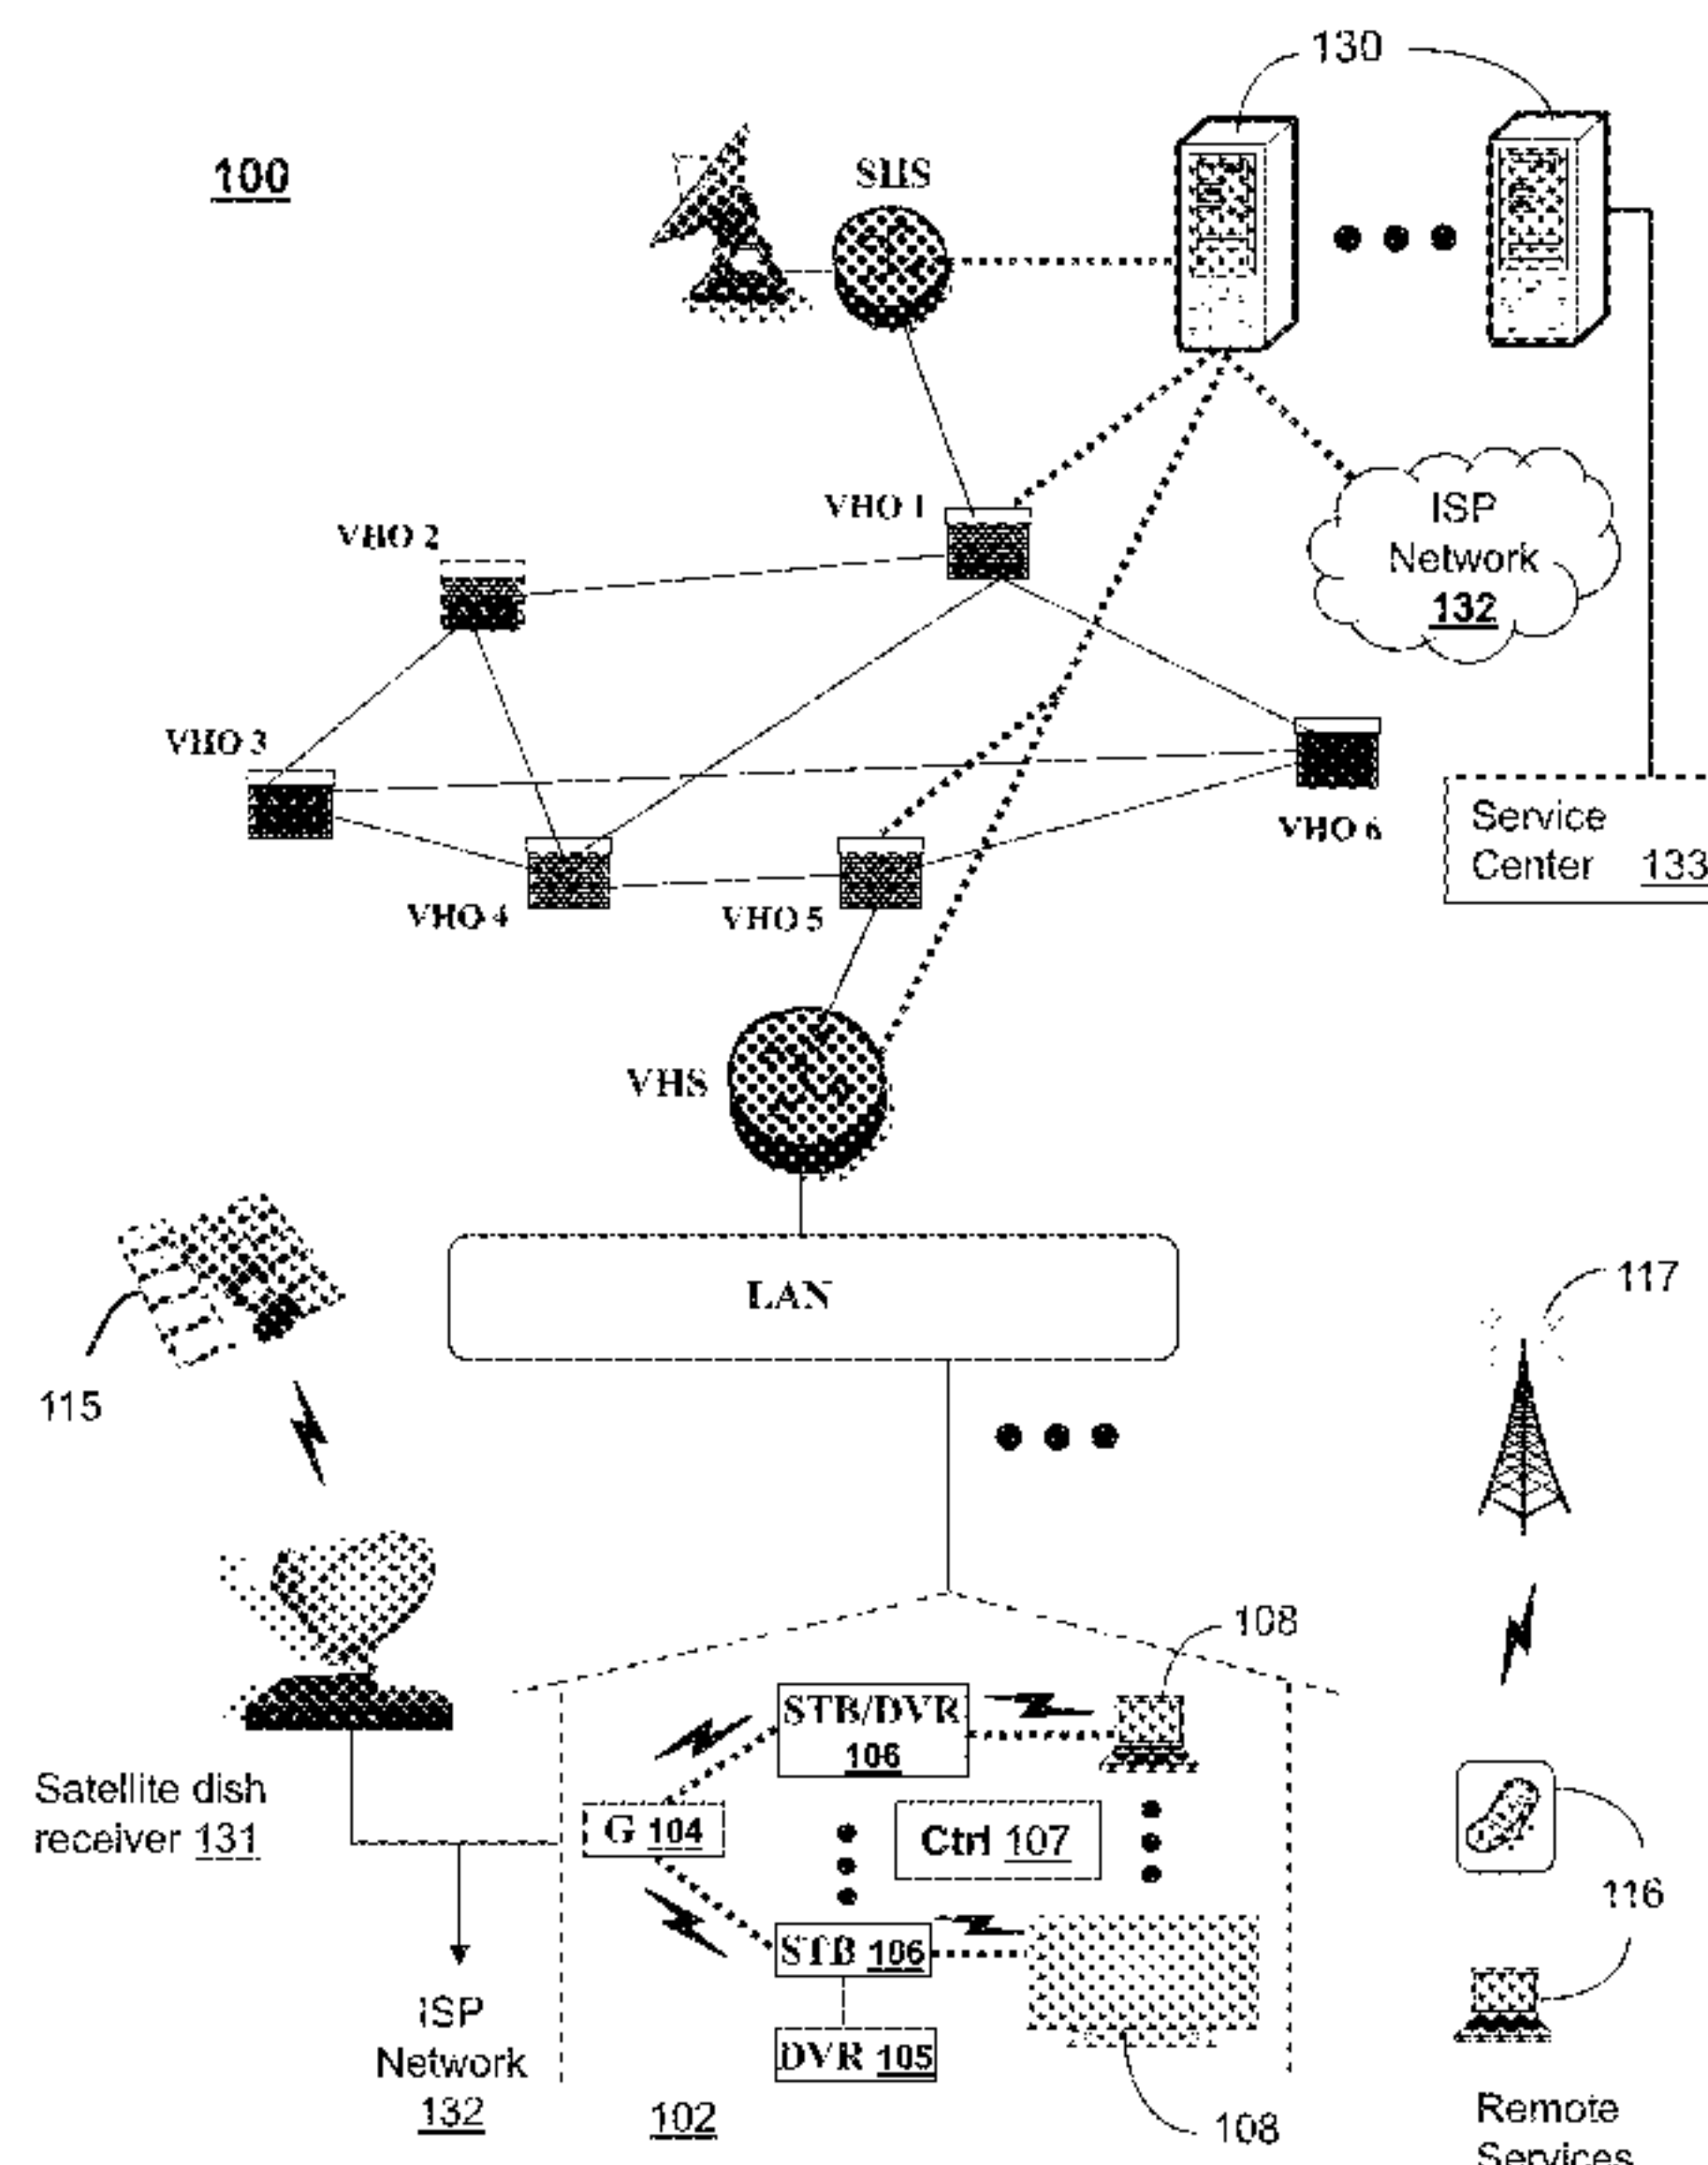 130
100
SHS
VHO 1
ISP
Network
132
VHO 2
VHO 3
VHO 6
Service
Center 133
VHO 4
VHO 5
VHS
LAN
117
115
108
STB/DVR
106
Satellite dish
receiver 131
G 104
Ctrl 107
116
STB 106
ISP
Network
132
DVR 105
102
108
Remote
Services